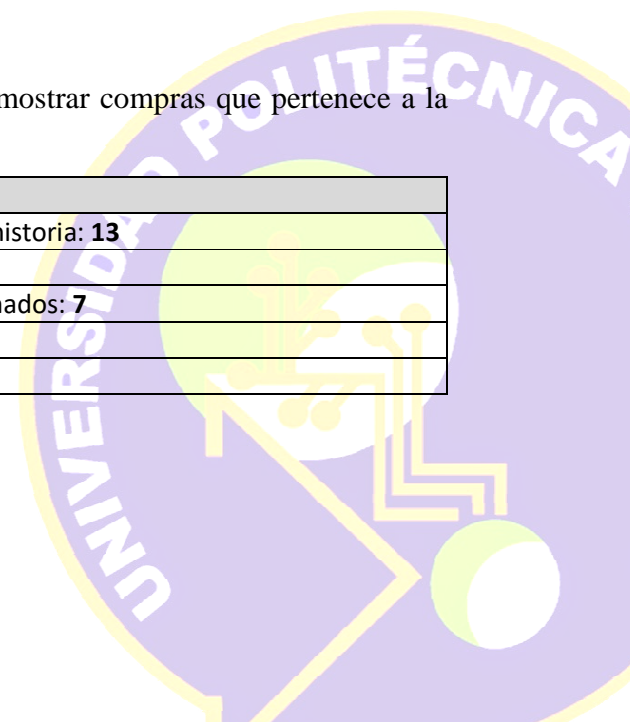 mostrar compras que pertenece a la
historia: 13
nados: 7
UNIVERSIDAD POLITÉCNICA